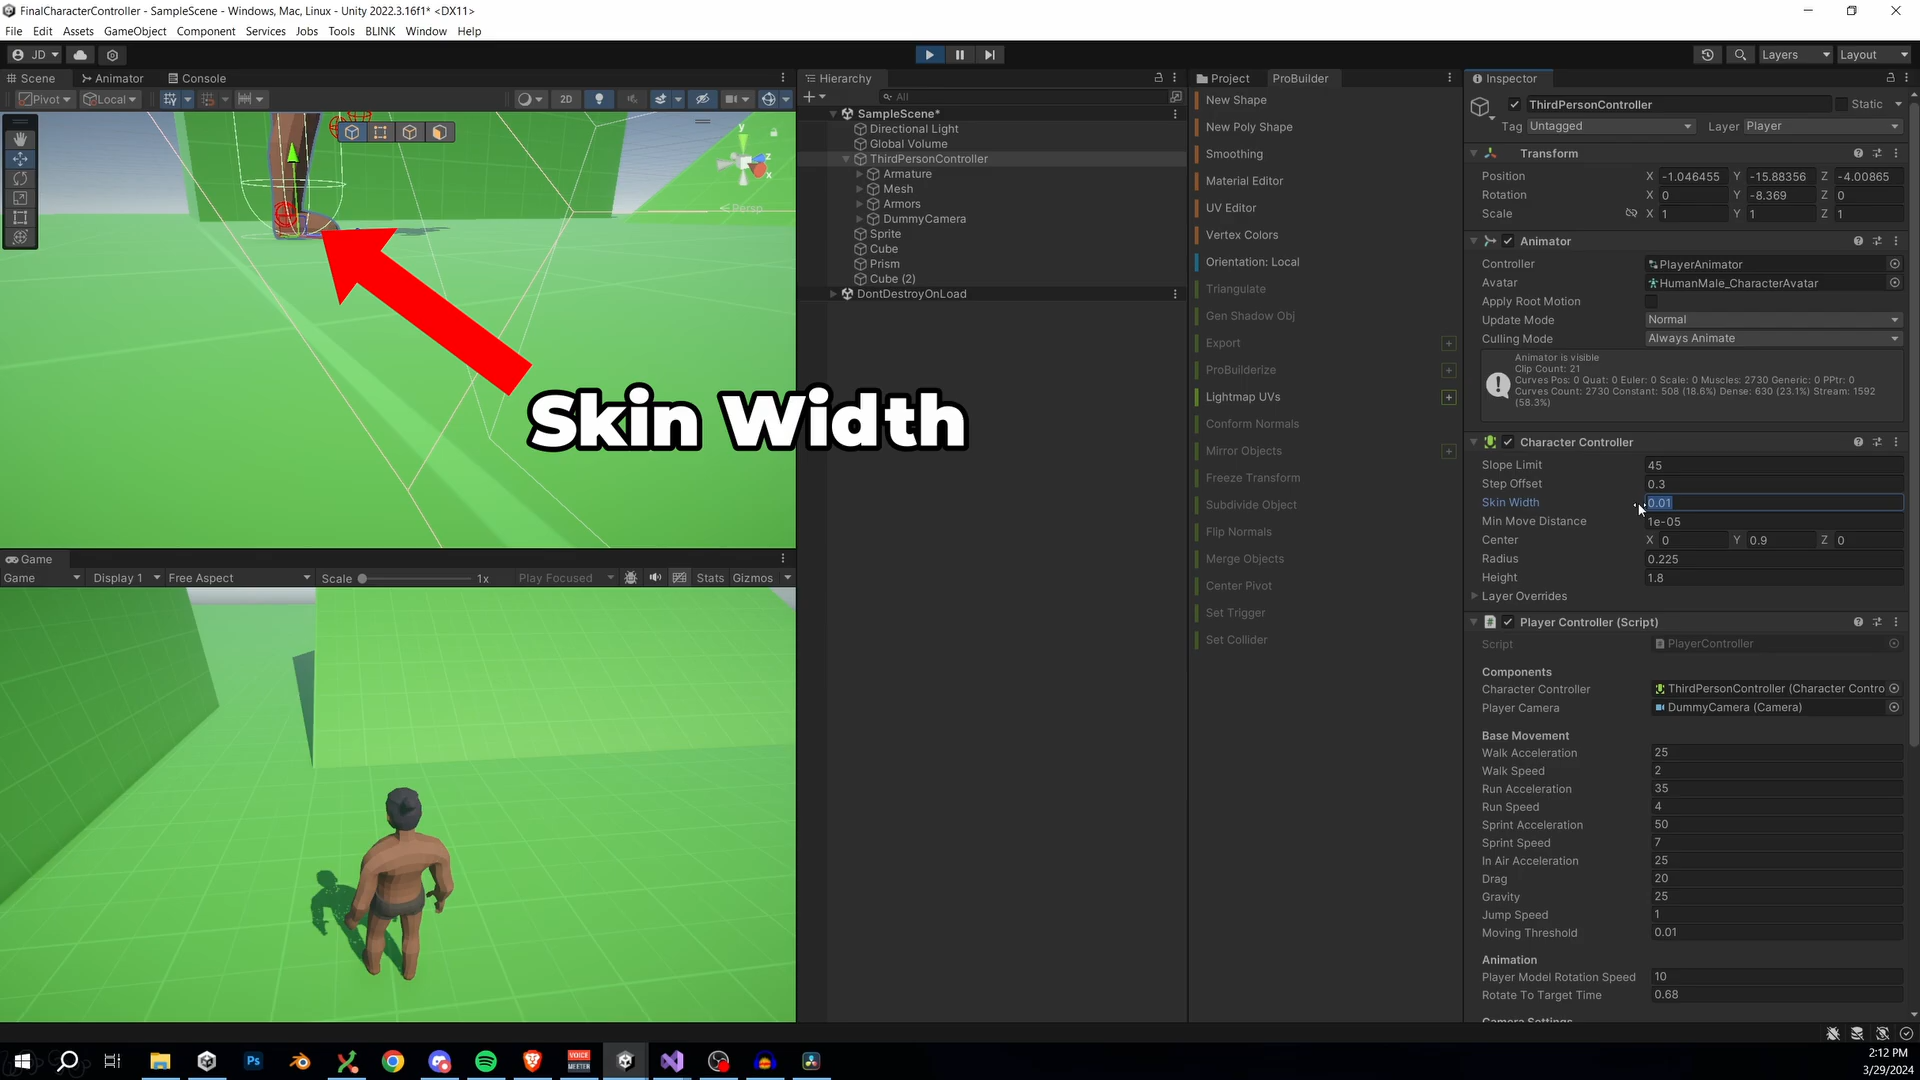 FinalCharacterController - SampleScene - Windows, Mac, Linux - Unity 2022.3.16f1* <DX11>
File Edit Assets GameObject Component Services Jobs Tools BLINK Window Help
JD
Layers
Layout
Scene
Animator
Console
Pivot
Local
2D
y
z
x
Persp
Skin Width
Game
Game
Display 1
Free Aspect
Scale
1x
Play Focused
Stats
Gizmos
Hierarchy
All
SampleScene*
Directional Light
Global Volume
ThirdPersonController
Armature
Mesh
Armors
DummyCamera
Sprite
Cube
Prism
Cube (2)
DontDestroyOnLoad
Project
ProBuilder
New Shape
New Poly Shape
Smoothing
Material Editor
UV Editor
Vertex Colors
Orientation: Local
Triangulate
Gen Shadow Obj
Export
ProBuilderize
Lightmap UVs
Conform Normals
Mirror Objects
Freeze Transform
Subdivide Object
Flip Normals
Merge Objects
Center Pivot
Set Trigger
Set Collider
Inspector
ThirdPersonController
Static
Tag Untagged Layer Player
Transform
Position X -1.046455 Y -15.88356 Z -4.00865
Rotation X 0 Y -8.369 Z 0
Scale X 1 Y 1 Z 1
Animator
Controller PlayerAnimator
Avatar HumanMale_CharacterAvatar
Apply Root Motion
Update Mode Normal
Culling Mode Always Animate
Animator is visible
Clip Count: 21
Curves Pos: 0 Quat: 0 Euler: 0 Scale: 0 Muscles: 2730 Generic: 0 PPtr: 0
Curves Count: 2730 Constant: 508 (18.6%) Dense: 630 (23.1%) Stream: 1592
(58.3%)
Character Controller
Slope Limit 45
Step Offset 0.3
Skin Width 0.01
Min Move Distance 1e-05
Center X 0 Y 0.9 Z 0
Radius 0.225
Height 1.8
Layer Overrides
Player Controller (Script)
Script PlayerController
Components
Character Controller ThirdPersonController (Character Contro
Player Camera DummyCamera (Camera)
Base Movement
Walk Acceleration 25
Walk Speed 2
Run Acceleration 35
Run Speed 4
Sprint Acceleration 50
Sprint Speed 7
In Air Acceleration 25
Drag 20
Gravity 25
Jump Speed 1
Moving Threshold 0.01
Animation
Player Model Rotation Speed 10
Rotate To Target Time 0.68
Camera Settings
Ps
VOICE
MEETER
2:12 PM
3/29/2024